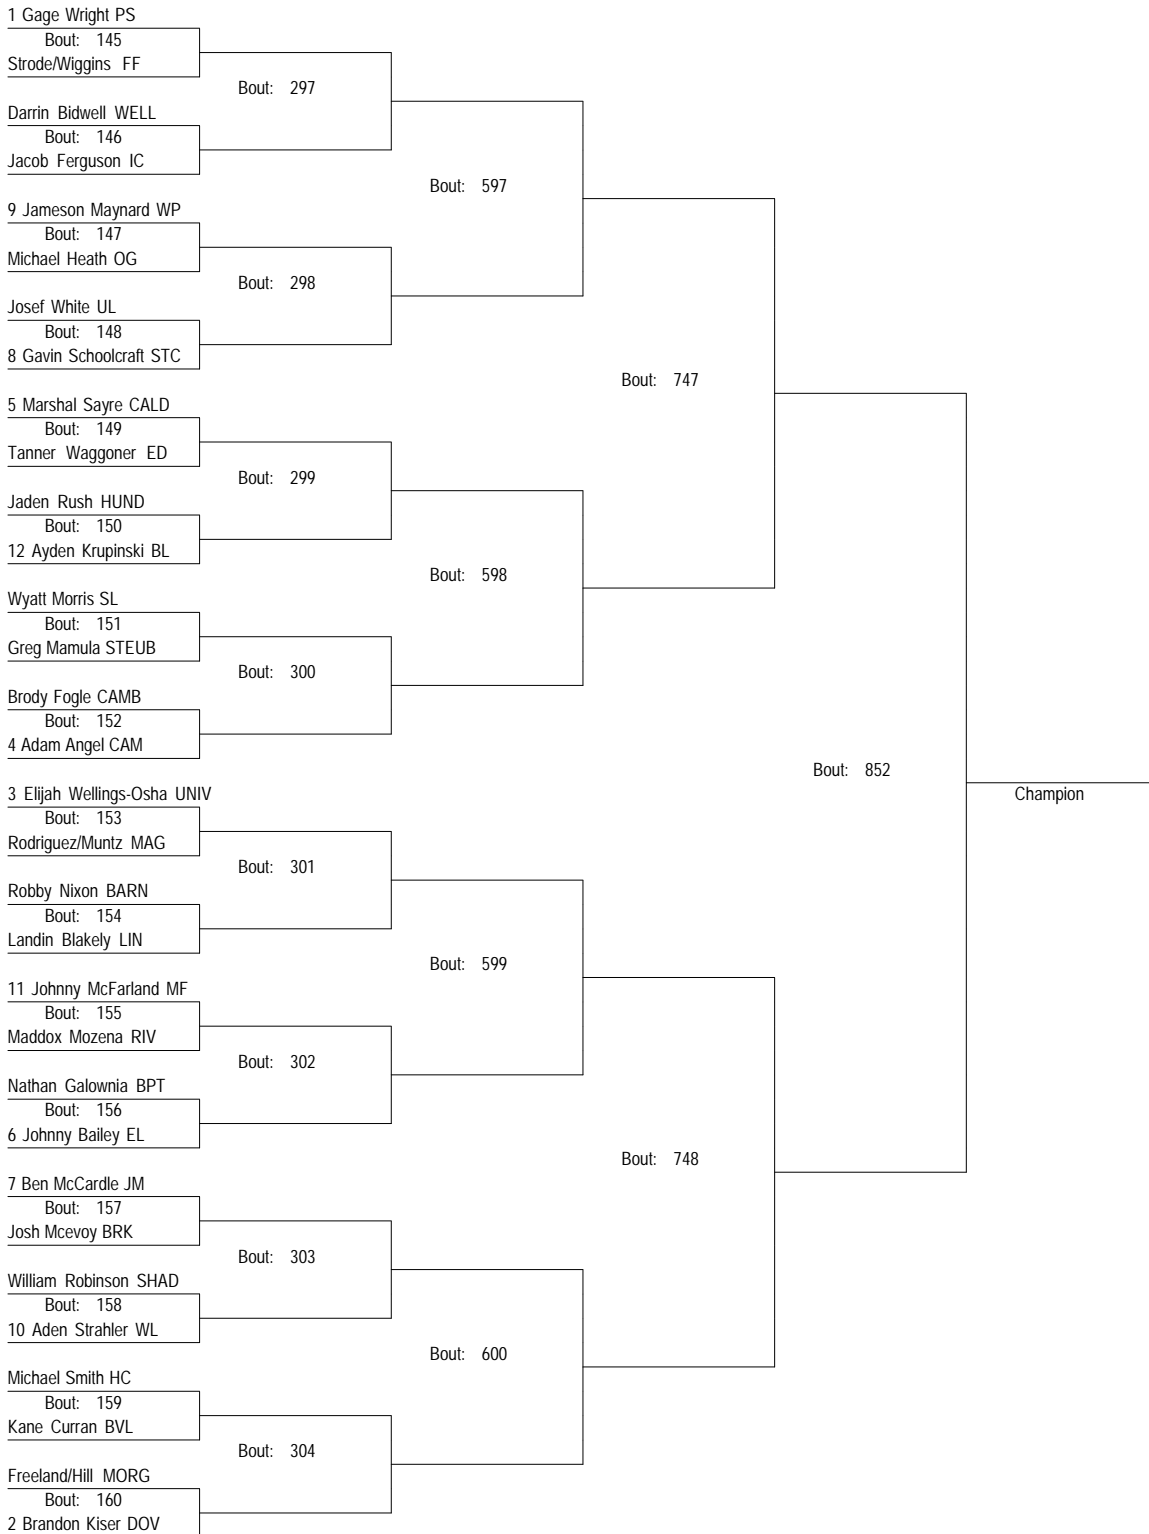 1 Gage Wright PS
Bout: 145
Strode/Wiggins FF
Bout: 297
Darrin Bidwell WELL
Bout: 146
Jacob Ferguson IC
Bout: 597
9 Jameson Maynard WP
Bout: 147
Michael Heath OG
Bout: 298
Josef White UL
Bout: 148
8 Gavin Schoolcraft STC
Bout: 747
5 Marshal Sayre CALD
Bout: 149
Tanner Waggoner ED
Bout: 299
Jaden Rush HUND
Bout: 150
12 Ayden Krupinski BL
Bout: 598
Wyatt Morris SL
Bout: 151
Greg Mamula STEUB
Bout: 300
Brody Fogle CAMB
Bout: 152
4 Adam Angel CAM
Bout: 852
3 Elijah Wellings-Osha UNIV
Champion
Bout: 153
Rodriguez/Muntz MAG
Bout: 301
Robby Nixon BARN
Bout: 154
Landin Blakely LIN
Bout: 599
11 Johnny McFarland MF
Bout: 155
Maddox Mozena RIV
Bout: 302
Nathan Galownia BPT
Bout: 156
6 Johnny Bailey EL
Bout: 748
7 Ben McCardle JM
Bout: 157
Josh Mcevoy BRK
Bout: 303
William Robinson SHAD
Bout: 158
10 Aden Strahler WL
Bout: 600
Michael Smith HC
Bout: 159
Kane Curran BVL
Bout: 304
Freeland/Hill MORG
Bout: 160
2 Brandon Kiser DOV